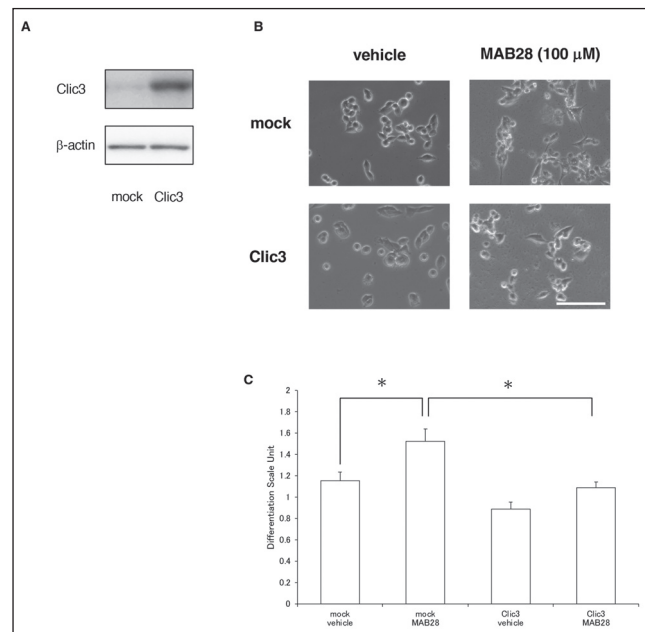 A
Clic3
β-actin
mock Clic3
B
vehicle MAB28 (100 μM)
mock
Clic3
C
Differentiation Scale Unit
2
1.8
1.6
1.4
1.2
1
0.8
0.6
0.4
0.2
0
* *
mock mock Clic3 Clic3
vehicle MAB28 vehicle MAB28